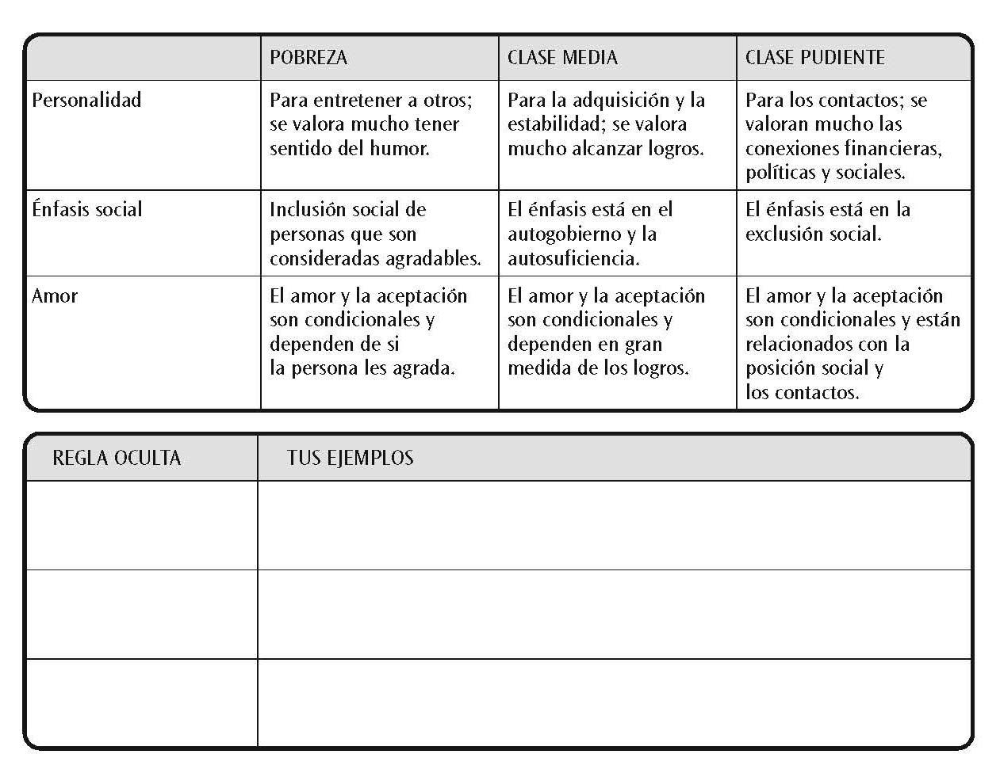 POBREZA CLASE MEDIA CLASE PUDIENTE
Personalidad
Para entretener a otros;
se valora mucho tener
sentido del humor.
Para la adquisición y la
estabilidad; se valora
mucho alcanzar logros.
Para los contactos; se
valoran mucho las
conexiones financieras,
políticas y sociales.
Énfasis social
Inclusión social de
personas que son
consideradas agradables.
El énfasis está en el
autogobierno y la
autosuficiencia.
El énfasis está en la
exclusión social.
Amor
El amor y la aceptación
son condicionales y
dependen de si
la persona les agrada.
El amor y la aceptación
son condicionales y
dependen en gran
medida de los logros.
El amor y la aceptación
son condicionales y están
relacionados con la
posición social y
los contactos.
REGLA OCULTA TUS EJEMPLOS